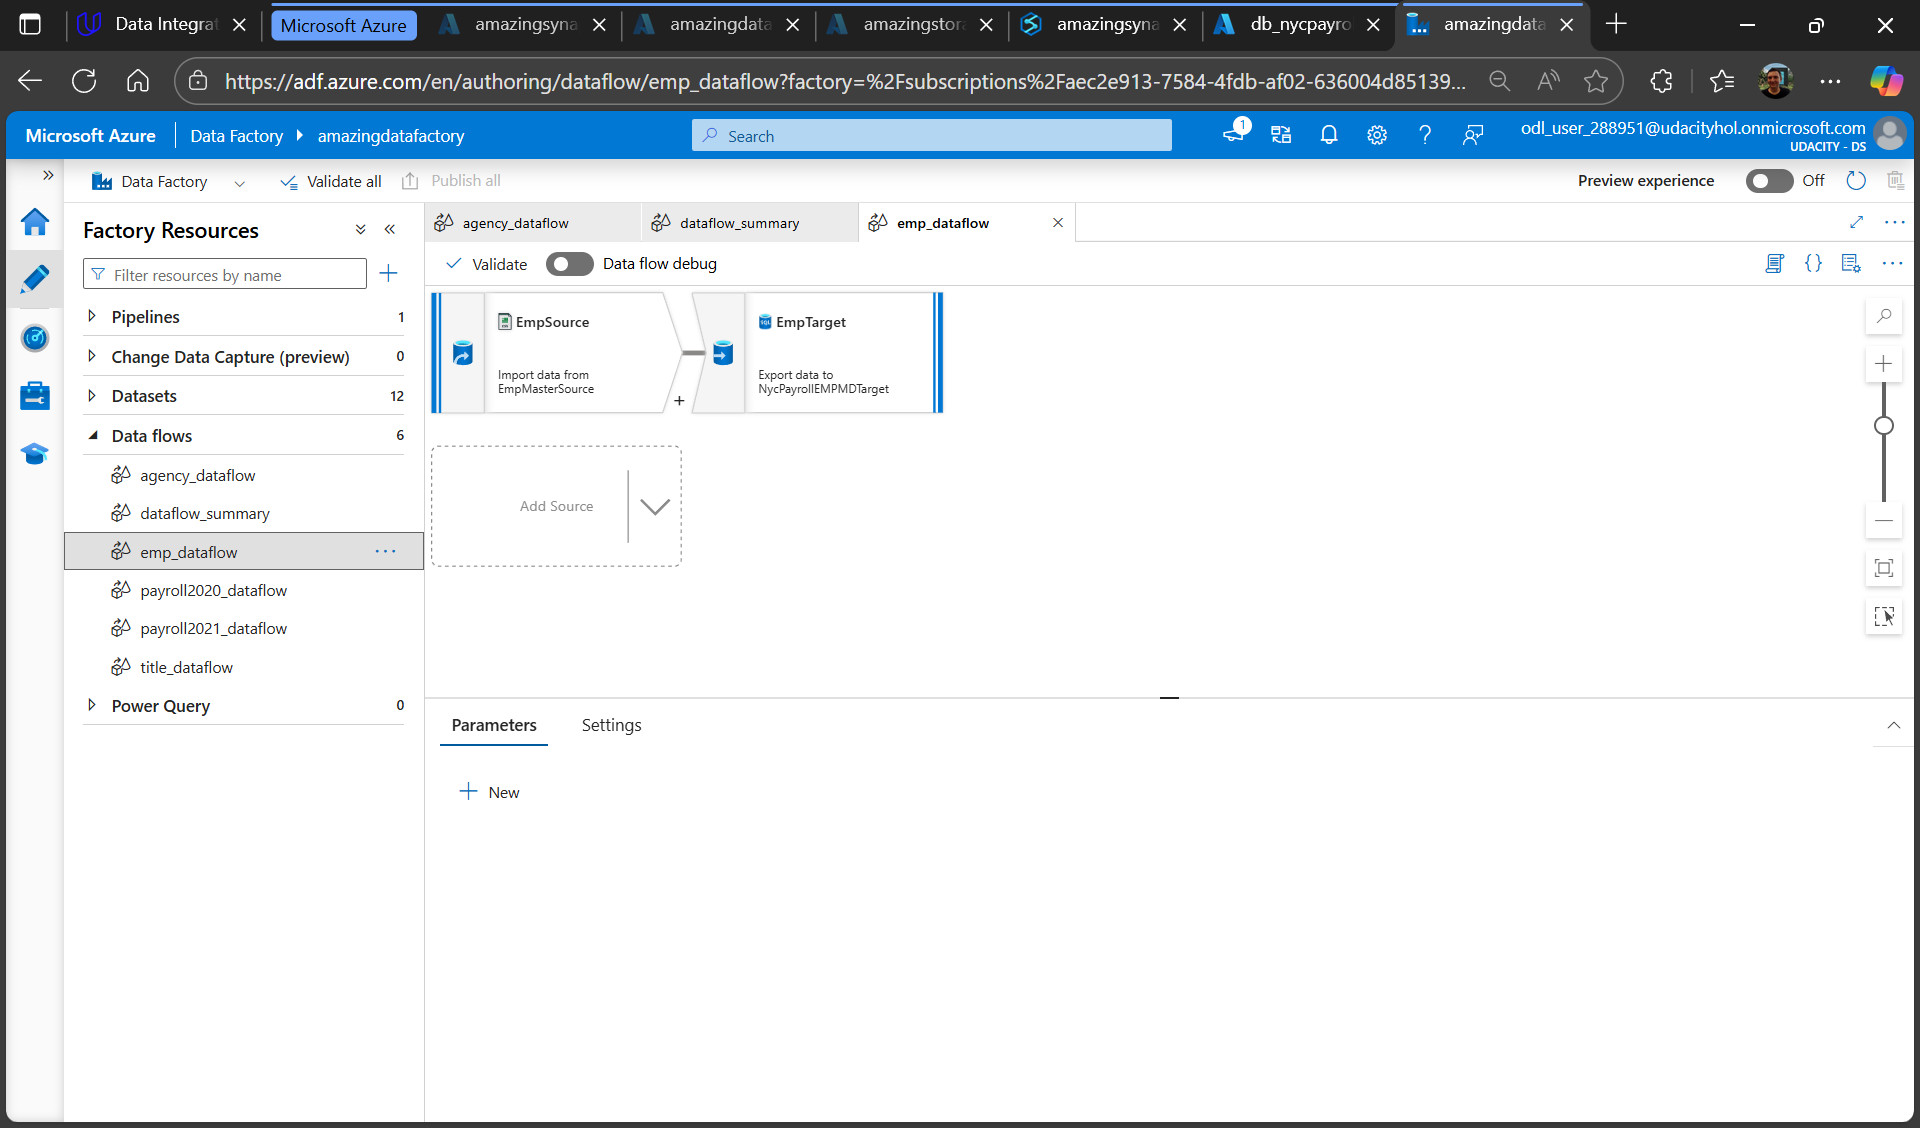 Data Integrat
Microsoft Azure
amazingsyna
amazingdata
amazingstora
amazingsyna
db_nycpayro
amazingdata
https://adf.azure.com/en/authoring/dataflow/emp_dataflow?factory=%2Fsubscriptions%2Faec2e913-7584-4fdb-af02-636004d85139...
Microsoft Azure
Data Factory
amazingdatafactory
Search
1
odl_user_288951@udacityhol.onmicrosoft.com
UDACITY - DS
Data Factory
Validate all
Publish all
Preview experience
Off
Factory Resources
Filter resources by name
Pipelines 1
Change Data Capture (preview) 0
Datasets 12
Data flows 6
agency_dataflow
dataflow_summary
emp_dataflow
payroll2020_dataflow
payroll2021_dataflow
title_dataflow
Power Query 0
agency_dataflow
dataflow_summary
emp_dataflow
Validate
Data flow debug
EmpSource
Import data from
EmpMasterSource
EmpTarget
Export data to
NycPayrollEMPMDTarget
Add Source
Parameters
Settings
New